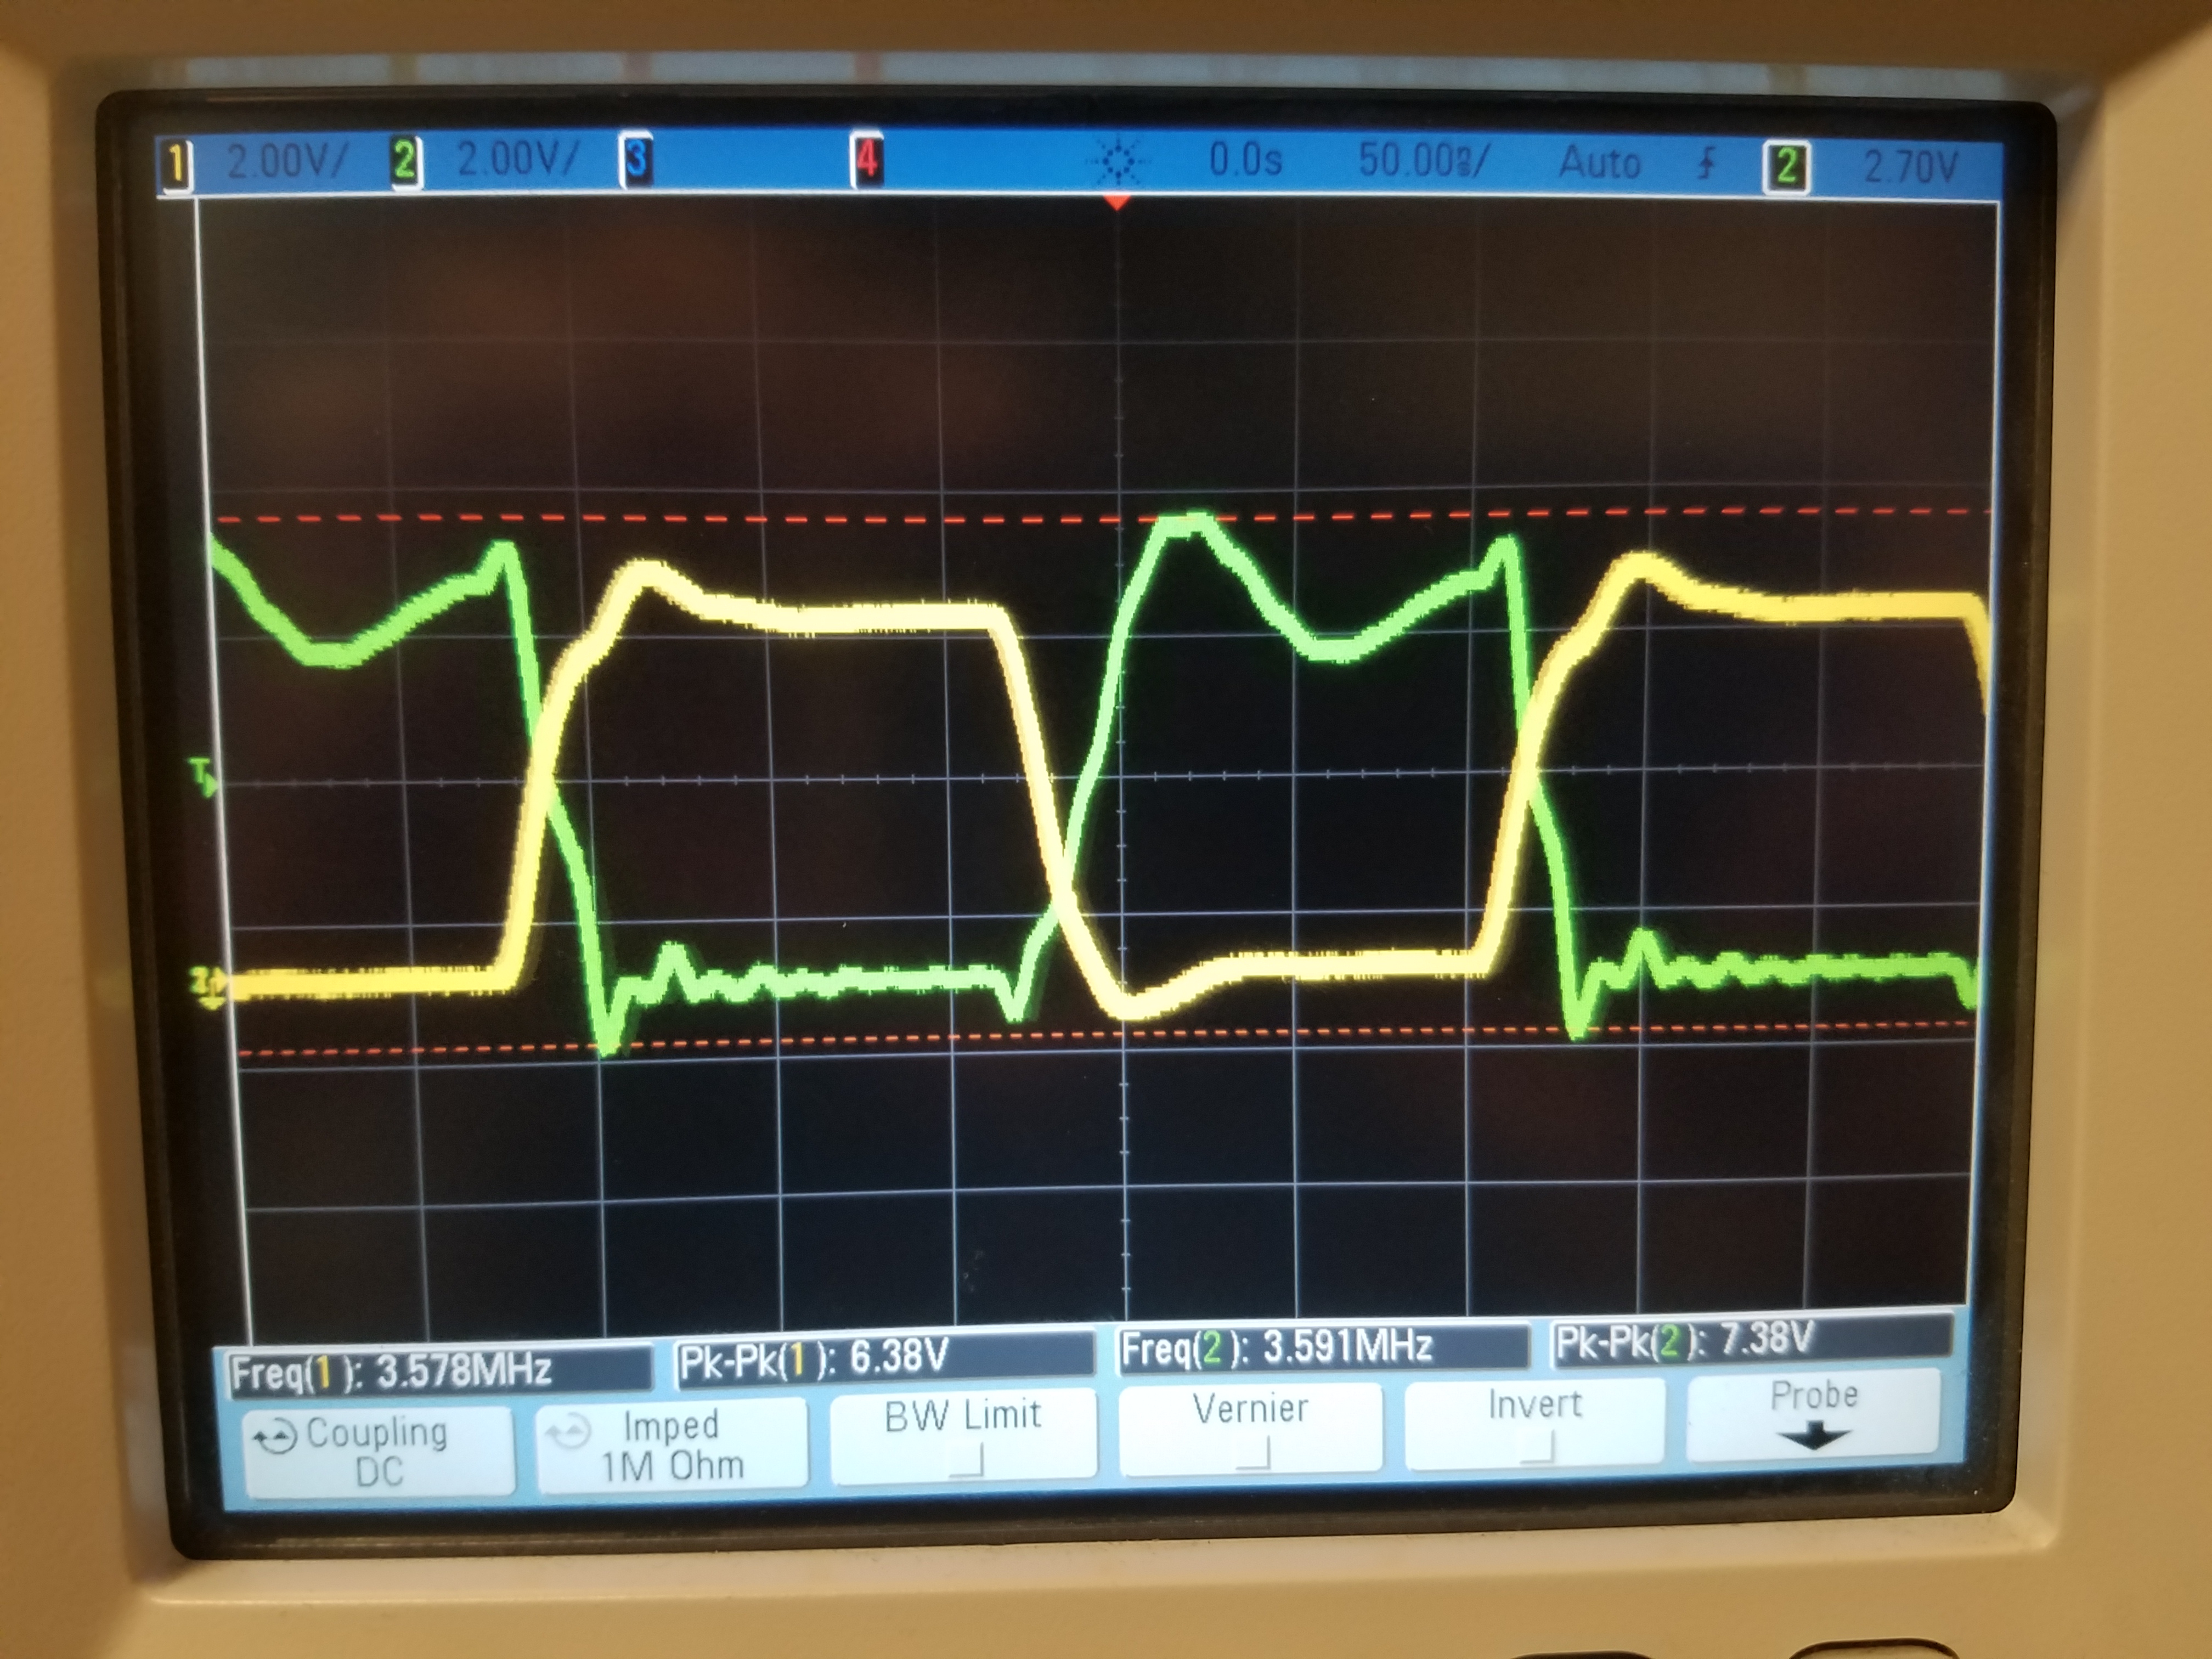 1 2.00V/ 2 2.00V/ 3 4 0.0s 50.00ns/ Auto 2 2.70V
T
Freq(1): 3.578MHz Pk-Pk(1): 6.38V Freq(2): 3.591MHz Pk-Pk(2): 7.38V
Coupling Imped BW Limit Vernier Invert Probe
DC 1M Ohm